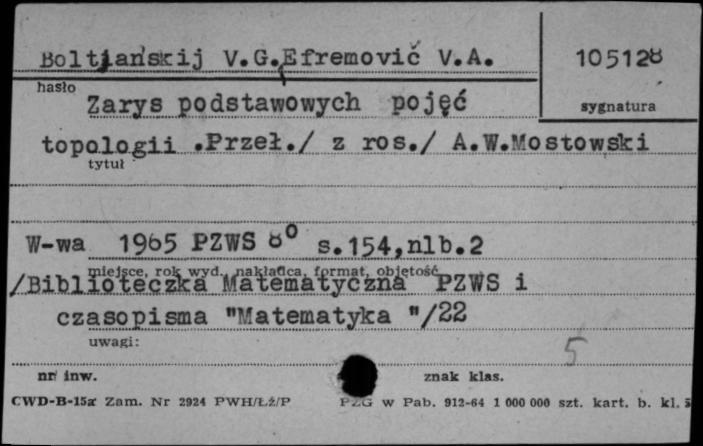 Boltjanskij V.G.,Efremovič V.A.
105128
hasło
Zarys podstawowych pojęć
sygnatura
topologii .Przeł./ z ros./ A.W.Mostowski
tytuł
W-wa 1965 PZWS 8⁰ s.154,nlb.2
miejsce, rok wyd., nakładca, format, objętość
/Biblioteczka Matematyczna PZWS i
czasopisma "Matematyka "/22
uwagi:
5
nr inw.
znak klas.
CWD-B-15a Zam. Nr 2924 PWH/Łż/P PZG w Pab. 912-64 1 000 000 szt. kart. b. kl. 5